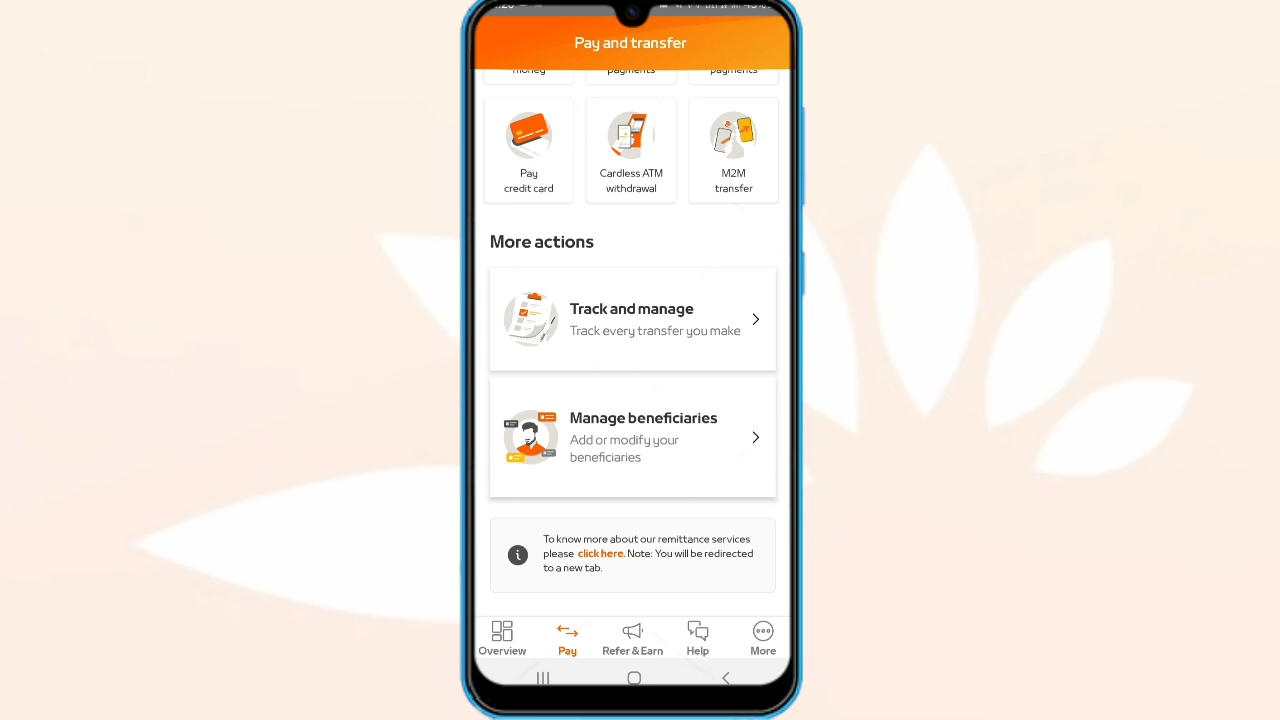 Pay and transfer
money payments payments
Pay
credit card
Cardless ATM
withdrawal
M2M
transfer
More actions
Track and manage
Track every transfer you make
Manage beneficiaries
Add or modify your
beneficiaries
To know more about our remittance services
please click here. Note: You will be redirected
to a new tab.
Overview Pay Refer & Earn Help More